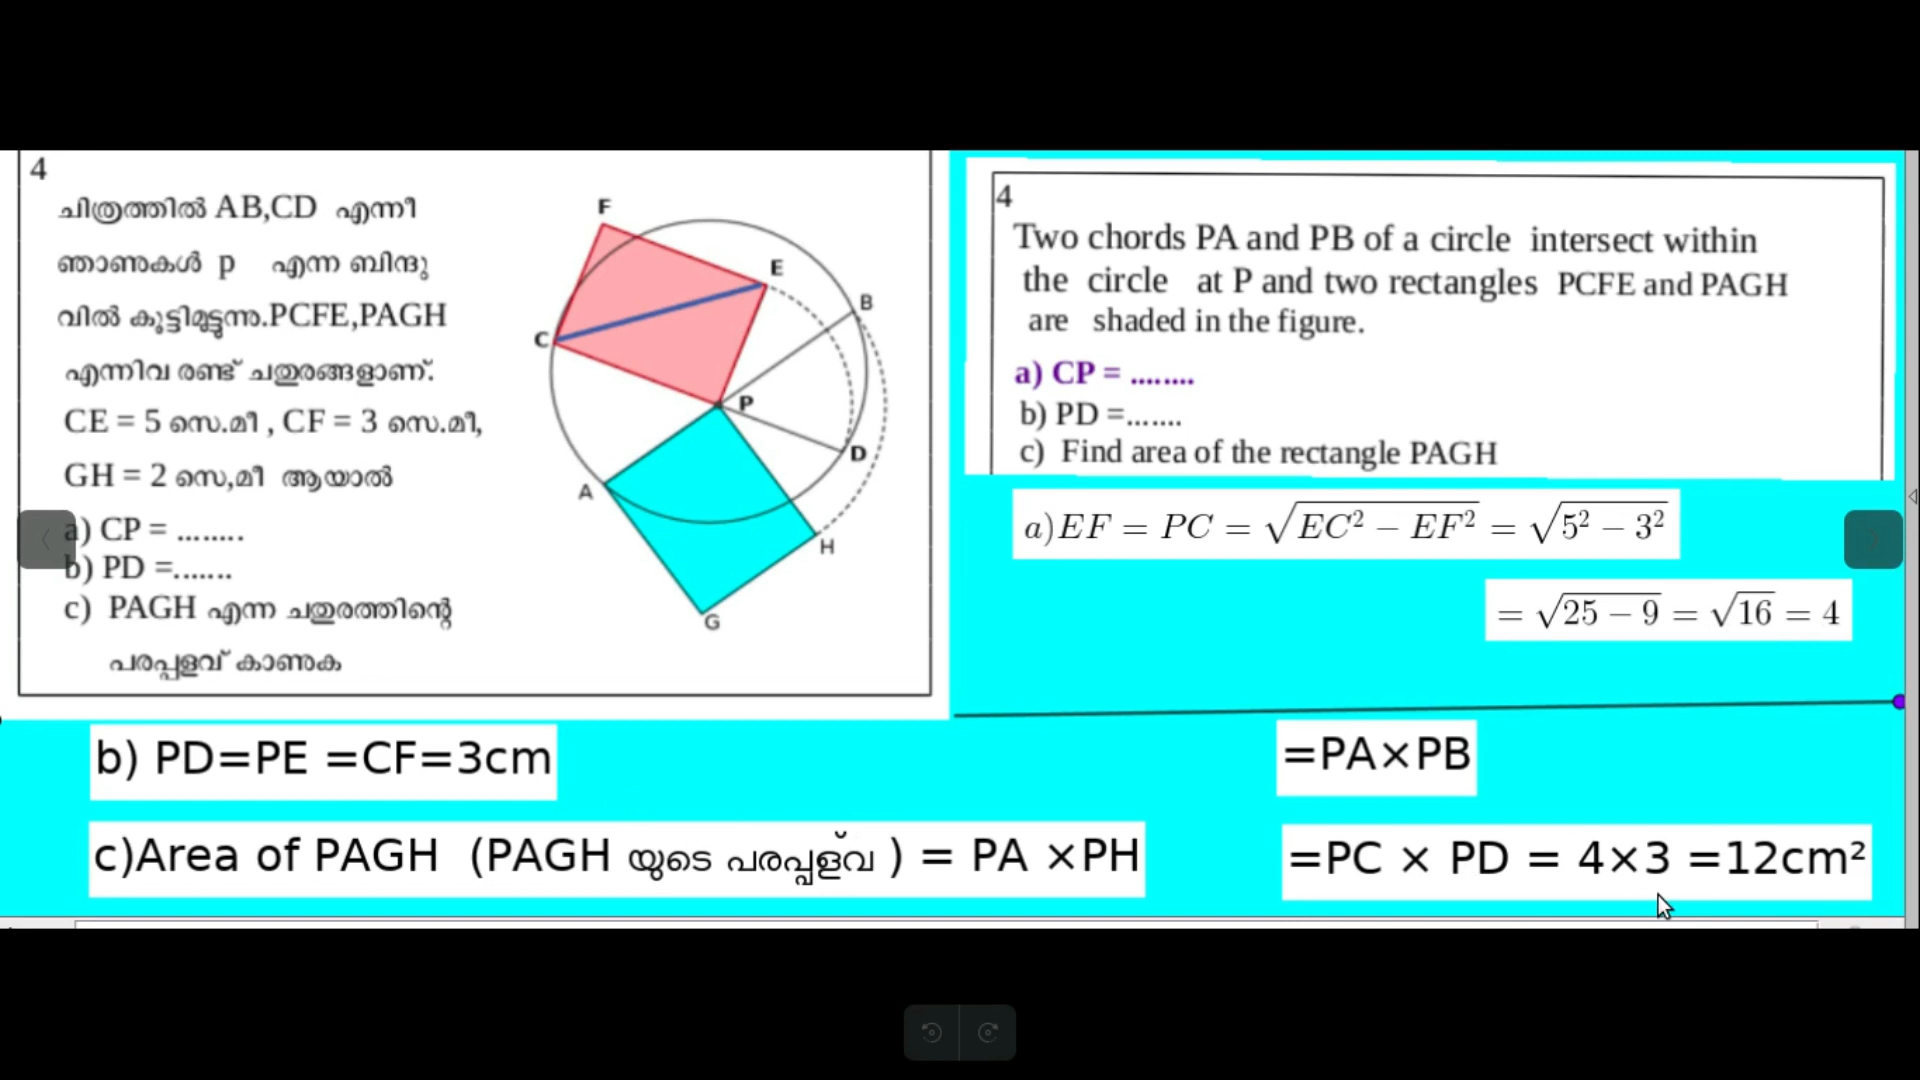 4
ചിത്രത്തിൽ AB,CD എന്നീ
ഞാണുകൾ p എന്ന ബിന്ദു
വിൽ കൂട്ടിമുട്ടുന്നു.PCFE,PAGH
എന്നിവ രണ്ട് ചതുരങ്ങളാണ്.
CE = 5 സെ.മീ , CF = 3 സെ.മീ,
GH = 2 സെ,മീ ആയാൽ
a) CP = ........
b) PD =.......
c) PAGH എന്ന ചതുരത്തിന്റെ
പരപ്പളവ് കാണുക
F
E
B
C
P
D
A
H
G
4
Two chords PA and PB of a circle intersect within
the circle at P and two rectangles PCFE and PAGH
are shaded in the figure.
a) CP = ........
b) PD =.......
c) Find area of the rectangle PAGH
a)EF = PC = √EC² − EF² = √5² − 3²
= √25 − 9 = √16 = 4
b) PD=PE =CF=3cm
=PA×PB
c)Area of PAGH (PAGH യുടെ പരപ്പളവ് ) = PA ×PH
=PC × PD = 4×3 =12cm²